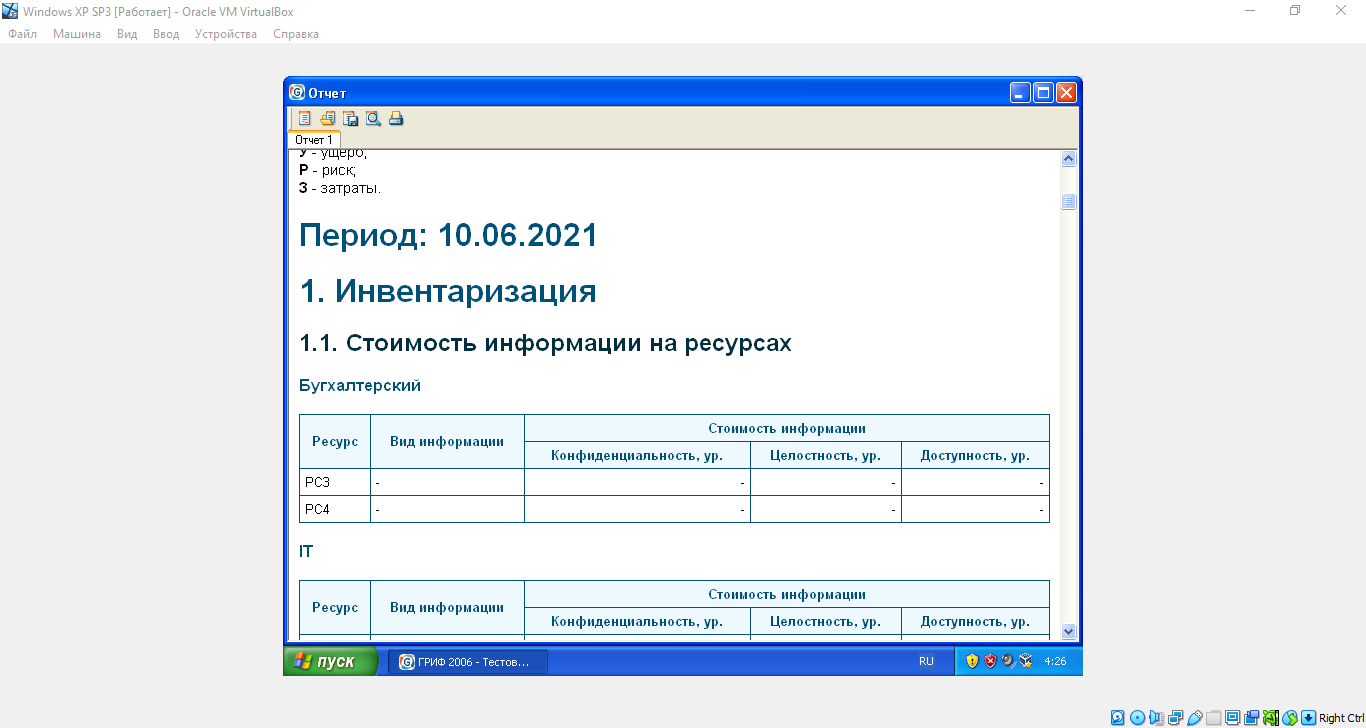 Windows XP SP3 [Работает] - Oracle VM VirtualBox
Файл Машина Вид Ввод Устройства Справка
Отчет
Отчет 1
У - ущерб;
Р - риск;
З - затраты.
Период: 10.06.2021
1. Инвентаризация
1.1. Стоимость информации на ресурсах
Бугхалтерский
Ресурс Вид информации Стоимость информации
Конфиденциальность, ур. Целостность, ур. Доступность, ур.
PC3 - - - -
PC4 - - - -
IT
Ресурс Вид информации Стоимость информации
Конфиденциальность, ур. Целостность, ур. Доступность, ур.
пуск ГРИФ 2006 - Тестов... RU 4:26
Right Ctrl